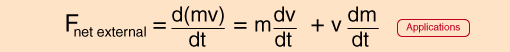 F_net external = d(mv)/dt = m dv/dt + v dm/dt Applications